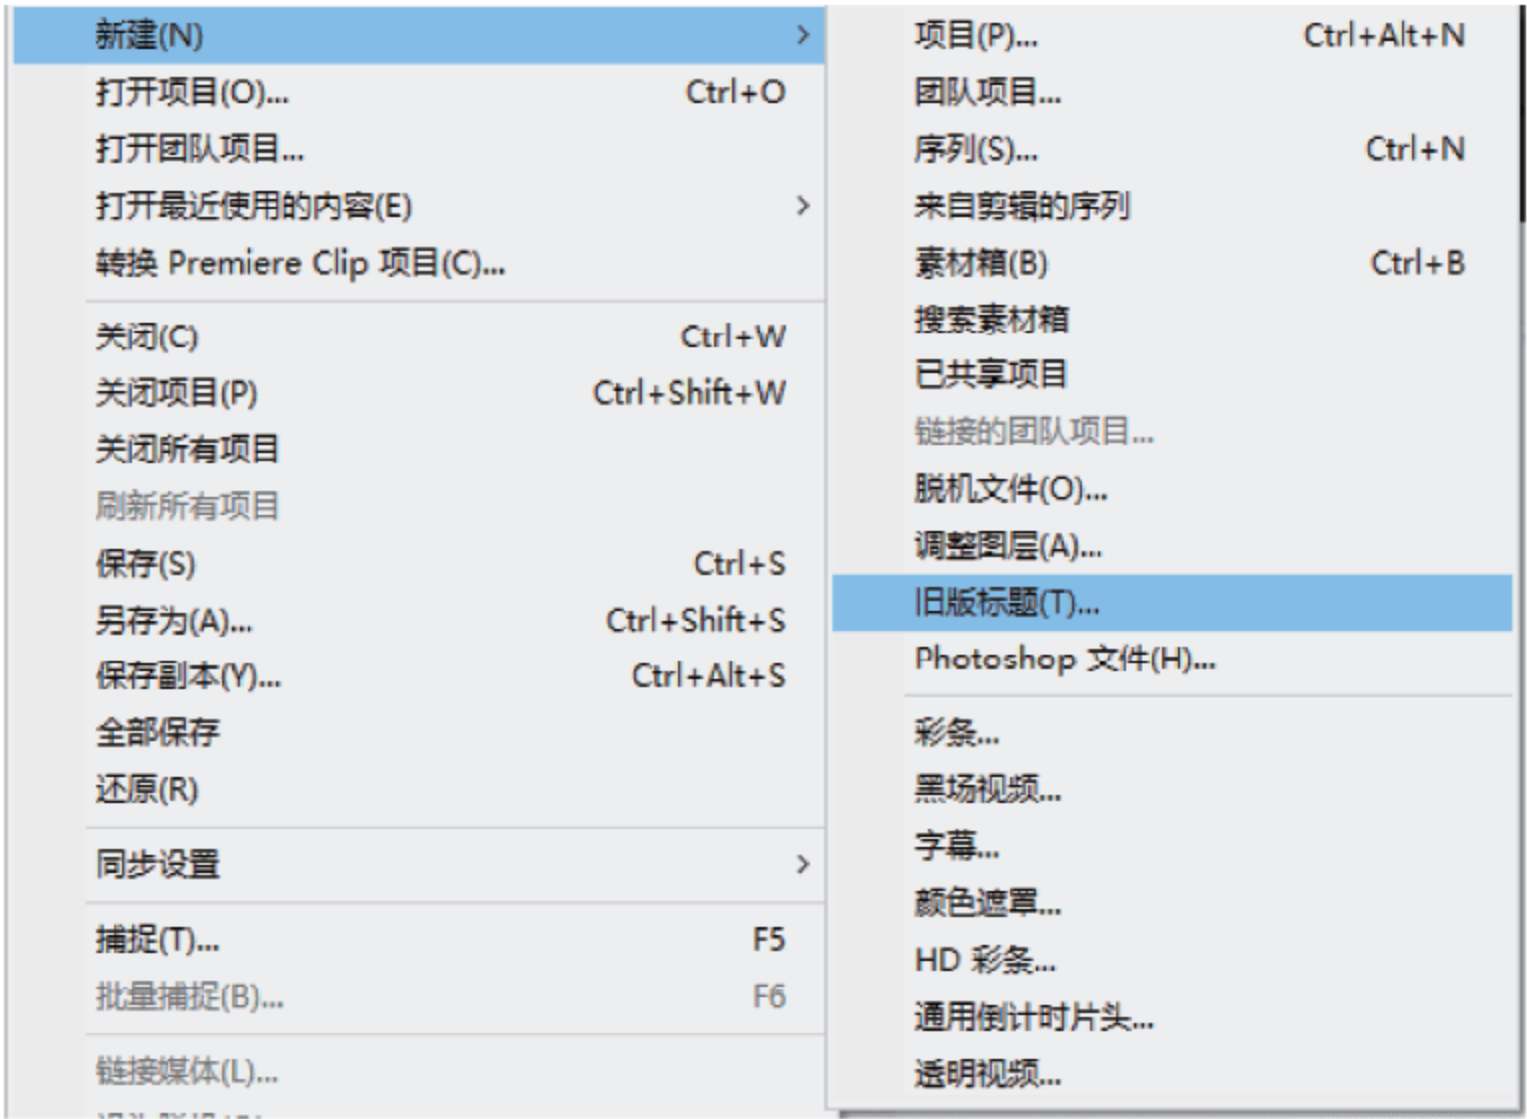 新建(N)
打开项目(O)... Ctrl+O
打开团队项目...
打开最近使用的内容(E)
转换 Premiere Clip 项目(C)...
关闭(C) Ctrl+W
关闭项目(P) Ctrl+Shift+W
关闭所有项目
刷新所有项目
保存(S) Ctrl+S
另存为(A)... Ctrl+Shift+S
保存副本(Y)... Ctrl+Alt+S
全部保存
还原(R)
同步设置
捕捉(T)... F5
批量捕捉(B)... F6
链接媒体(L)...
项目(P)... Ctrl+Alt+N
团队项目...
序列(S)... Ctrl+N
来自剪辑的序列
素材箱(B) Ctrl+B
搜索素材箱
已共享项目
链接的团队项目...
脱机文件(O)...
调整图层(A)...
旧版标题(T)...
Photoshop 文件(H)...
彩条...
黑场视频...
字幕...
颜色遮罩...
HD 彩条...
通用倒计时片头...
透明视频...